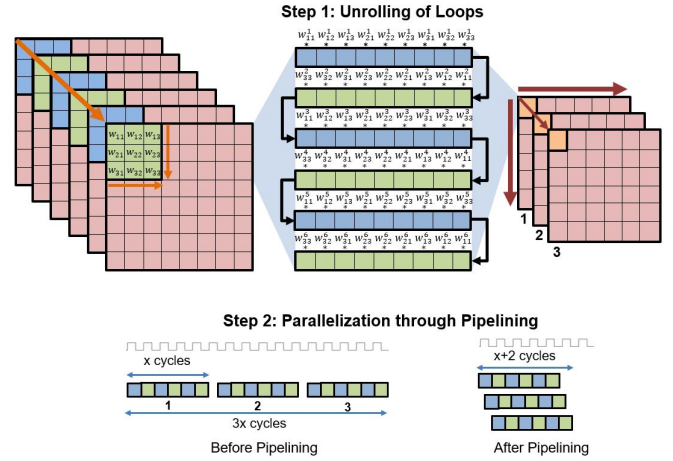 Step 1: Unrolling of Loops
w¹₁₁ w¹₁₂ w¹₁₃ w¹₂₁ w¹₂₂ w¹₂₃ w¹₃₁ w¹₃₂ w¹₃₃
* * * * * * * * *
w²₃₃ w²₃₂ w²₃₁ w²₂₃ w²₂₂ w²₂₁ w²₁₃ w²₁₂ w²₁₁
* * * * * * * * *
w³₁₁ w³₁₂ w³₁₃ w³₂₁ w³₂₂ w³₂₃ w³₃₁ w³₃₂ w³₃₃
* * * * * * * * *
w⁴₃₃ w⁴₃₂ w⁴₃₁ w⁴₂₃ w⁴₂₂ w⁴₂₁ w⁴₁₃ w⁴₁₂ w⁴₁₁
* * * * * * * * *
w⁵₁₁ w⁵₁₂ w⁵₁₃ w⁵₂₁ w⁵₂₂ w⁵₂₃ w⁵₃₁ w⁵₃₂ w⁵₃₃
* * * * * * * * *
w⁶₃₃ w⁶₃₂ w⁶₃₁ w⁶₂₃ w⁶₂₂ w⁶₂₁ w⁶₁₃ w⁶₁₂ w⁶₁₁
* * * * * * * * *
w₁₁ w₁₂ w₁₃
w₂₁ w₂₂ w₂₃
w₃₁ w₃₂ w₃₃
1
2
3
Step 2: Parallelization through Pipelining
x cycles
x+2 cycles
1 2 3
3x cycles
Before Pipelining
After Pipelining